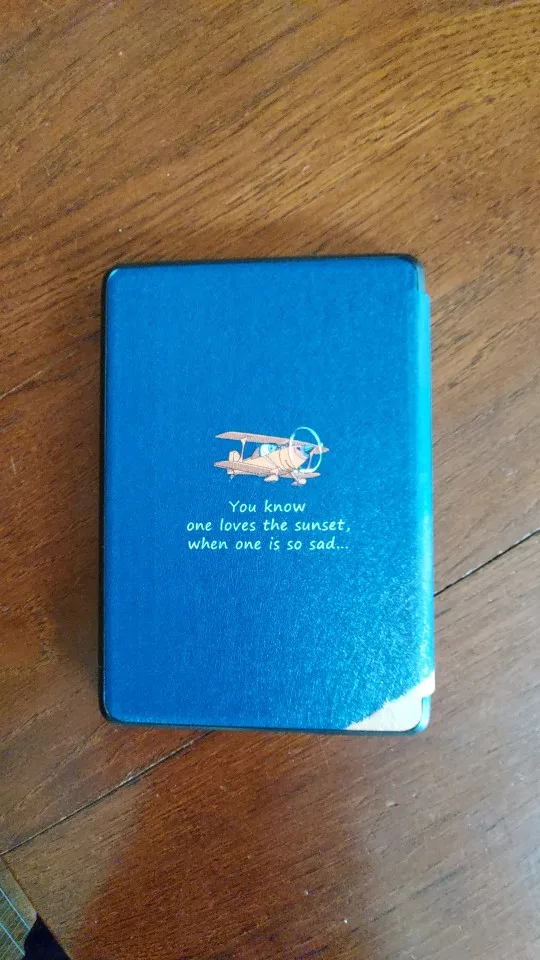 You know
one loves the sunset,
when one is so sad...